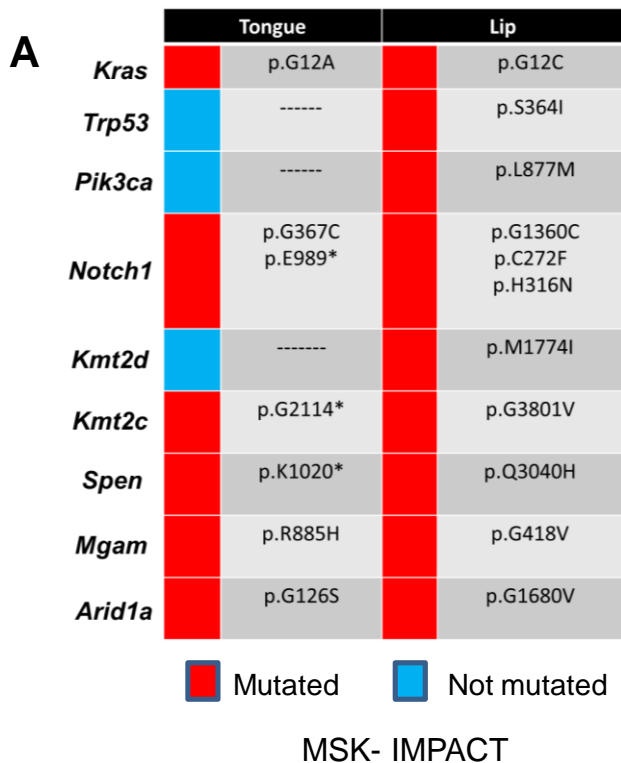 A
Tongue Lip
Kras p.G12A p.G12C
Trp53 ------ p.S364I
Pik3ca ------ p.L877M
Notch1 p.G367C p.G1360C
p.E989* p.C272F
p.H316N
Kmt2d ------- p.M1774I
Kmt2c p.G2114* p.G3801V
Spen p.K1020* p.Q3040H
Mgam p.R885H p.G418V
Arid1a p.G126S p.G1680V
Mutated Not mutated
MSK- IMPACT